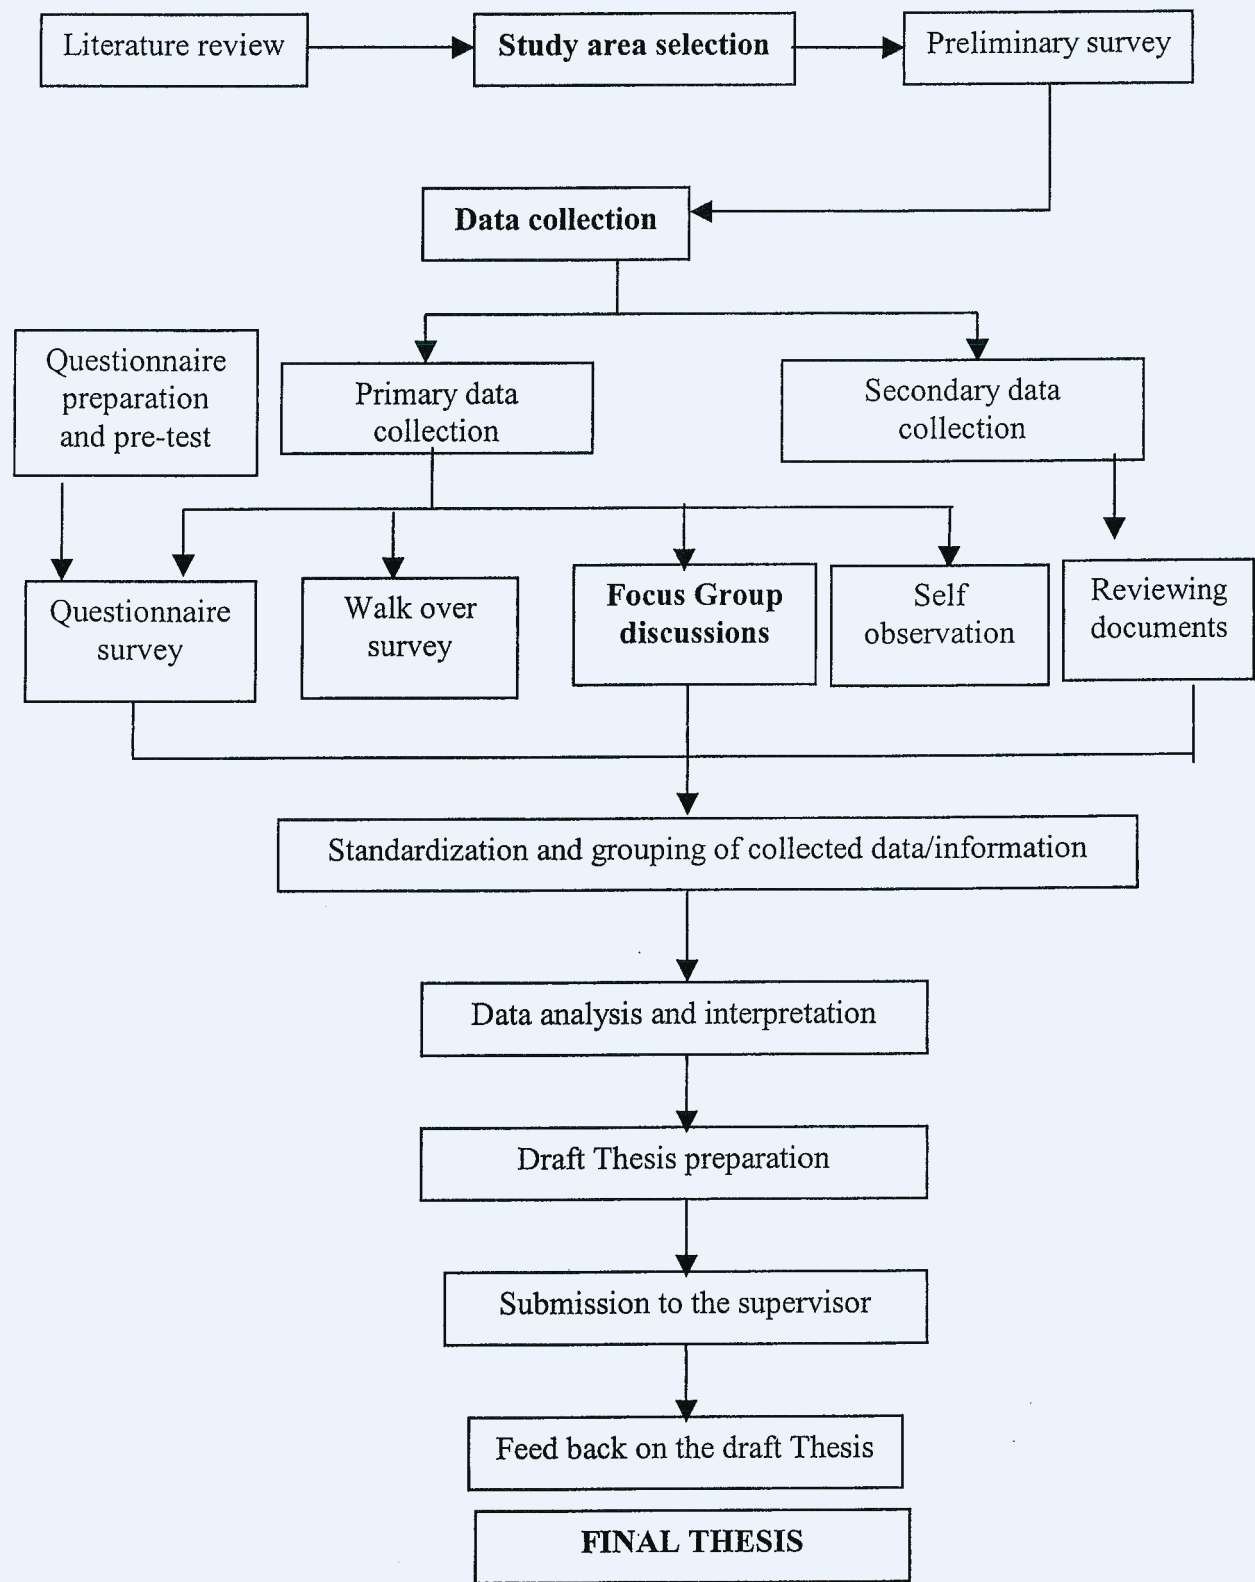 Literature review
Study area selection
Preliminary survey
Data collection
Questionnaire
preparation
and pre-test
Primary data
collection
Secondary data
collection
Questionnaire
survey
Walk over
survey
Focus Group
discussions
Self
observation
Reviewing
documents
Standardization and grouping of collected data/information
Data analysis and interpretation
Draft Thesis preparation
Submission to the supervisor
Feed back on the draft Thesis
FINAL THESIS